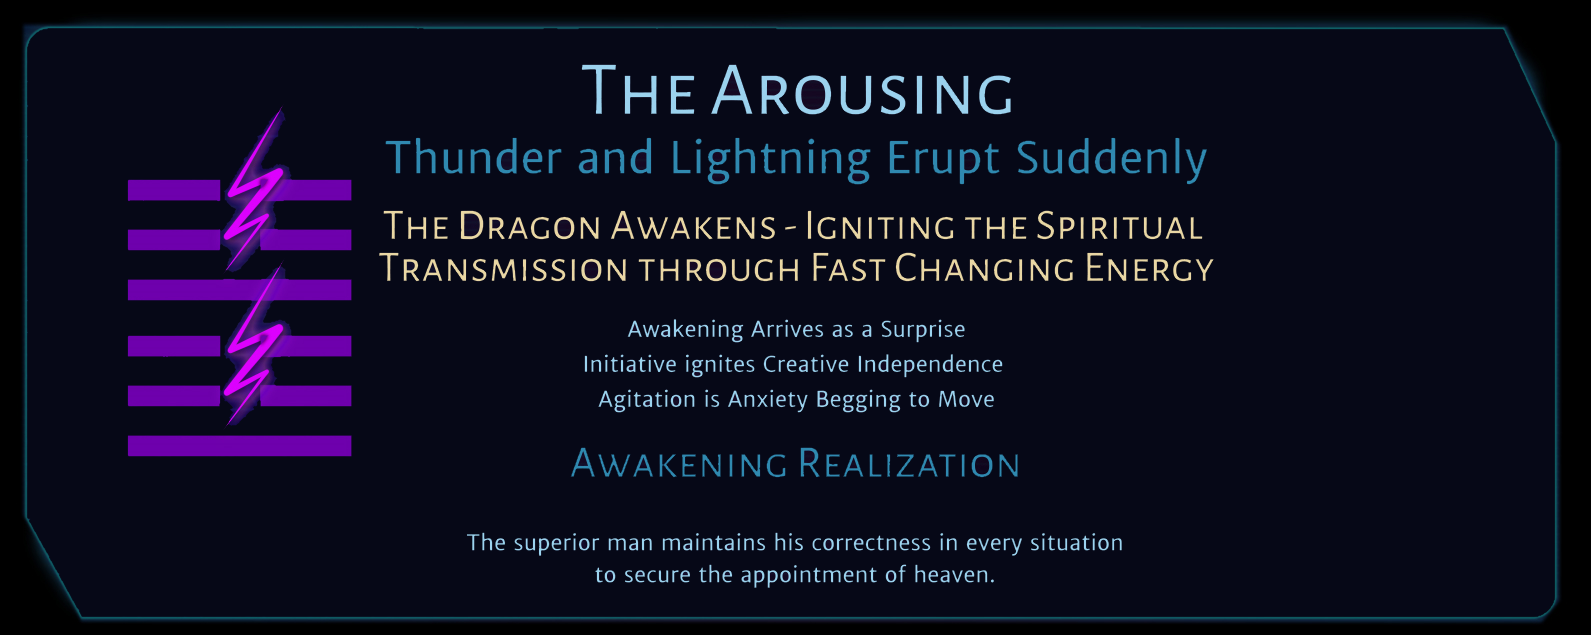 The Arousing
Thunder and Lightning Erupt Suddenly
The Dragon Awakens - Igniting the Spiritual
Transmission through Fast Changing Energy
Awakening Arrives as a Surprise
Initiative ignites Creative Independence
Agitation is Anxiety Begging to Move
Awakening Realization
The superior man maintains his correctness in every situation
to secure the appointment of heaven.